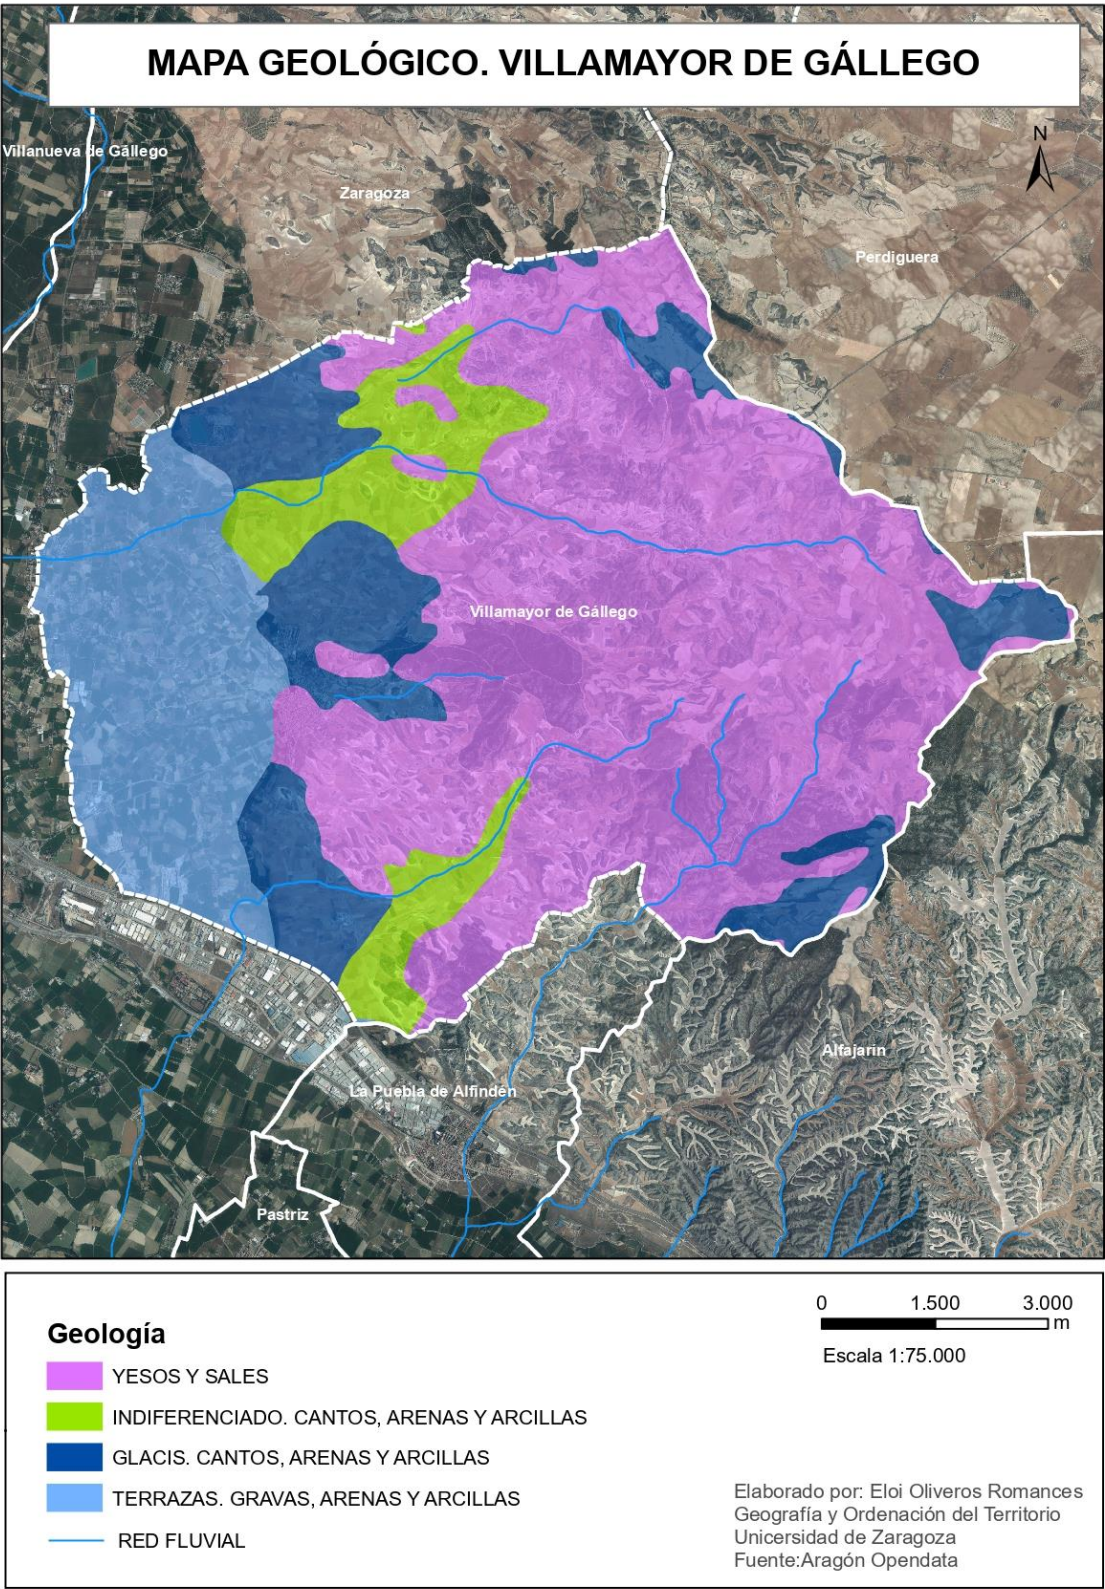 MAPA GEOLÓGICO. VILLAMAYOR DE GÁLLEGO
N
Villanueva de Gállego
Zaragoza
Perdiguera
Villamayor de Gállego
Alfajarín
La Puebla de Alfindén
Pastriz
0 1.500 3.000
m
Escala 1:75.000
Geología
YESOS Y SALES
INDIFERENCIADO. CANTOS, ARENAS Y ARCILLAS
GLACIS. CANTOS, ARENAS Y ARCILLAS
TERRAZAS. GRAVAS, ARENAS Y ARCILLAS
RED FLUVIAL
Elaborado por: Eloi Oliveros Romances
Geografía y Ordenación del Territorio
Unicersidad de Zaragoza
Fuente:Aragón Opendata